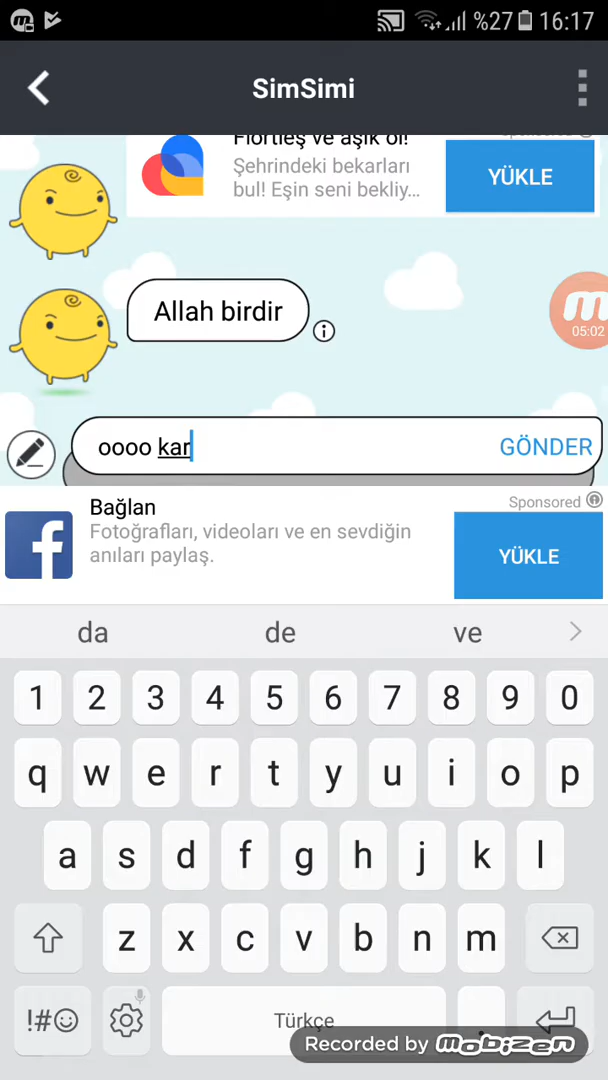 %27 16:17
SimSimi
Flörtleş ve aşık ol!
Şehrindeki bekarları
bul! Eşin seni bekliy...
YÜKLE
Allah birdir
05:02
oooo kar
GÖNDER
Bağlan
Sponsored
Fotoğrafları, videoları ve en sevdiğin
anıları paylaş.
YÜKLE
da de ve
1 2 3 4 5 6 7 8 9 0
q w e r t y u i o p
a s d f g h j k l
z x c v b n m
!#☺ Türkçe .
Recorded by mobizen